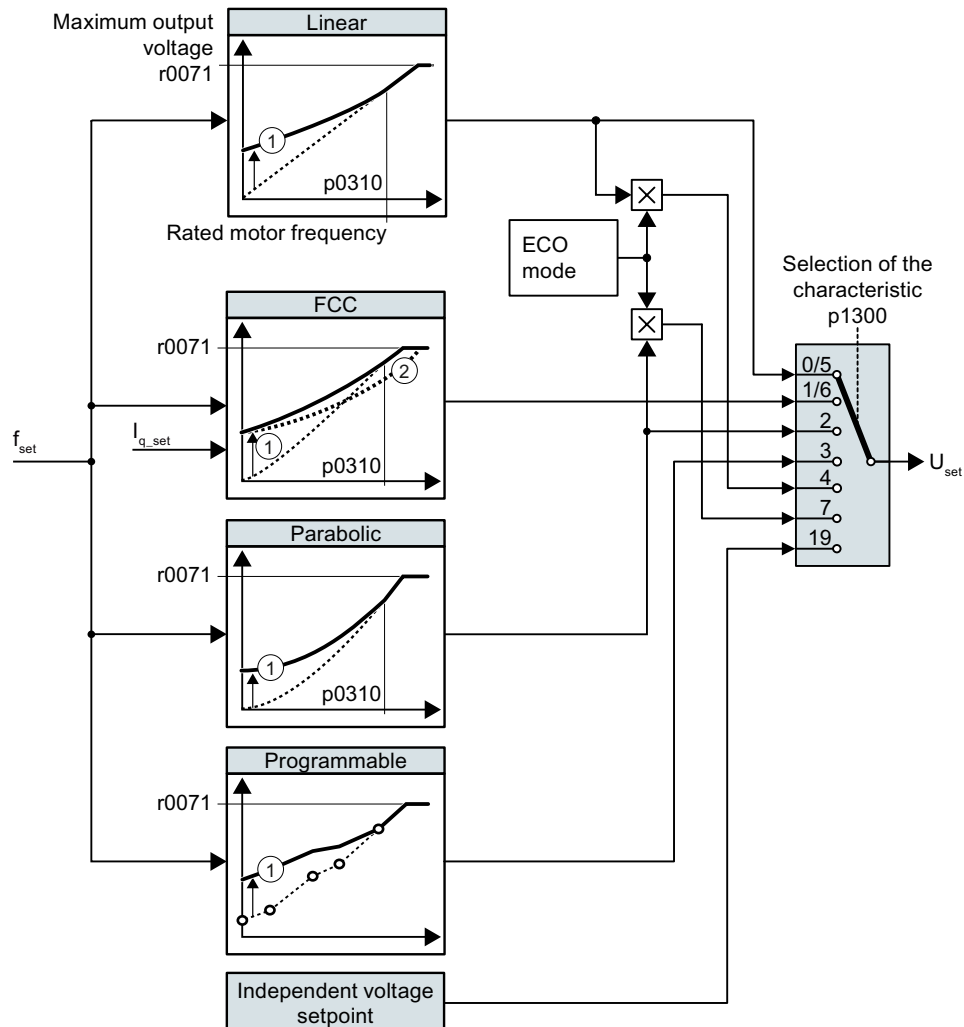 Linear
Maximum output
voltage
r0071
1
p0310
Rated motor frequency
ECO
mode
Selection of the
characteristic
p1300
FCC
r0071
2
1
p0310
f_set
I_q_set
0/5
1/6
2
3
4
7
19
U_set
Parabolic
r0071
1
p0310
Programmable
r0071
1
Independent voltage
setpoint